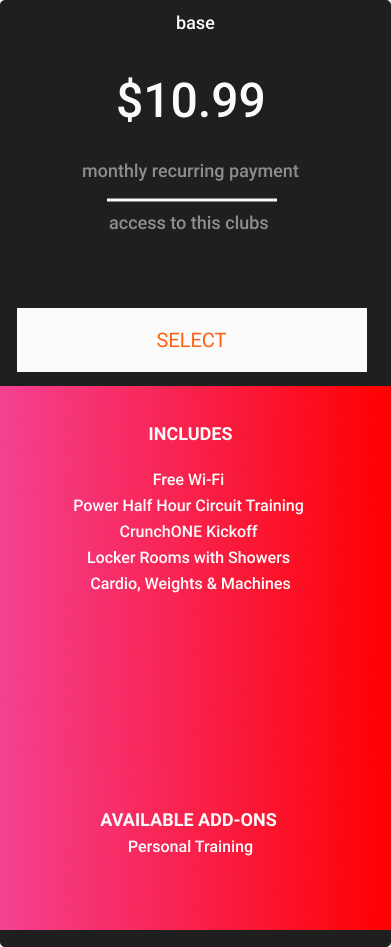 base
$10.99
monthly recurring payment
access to this clubs
SELECT
INCLUDES
Free Wi-Fi
Power Half Hour Circuit Training
CrunchONE Kickoff
Locker Rooms with Showers
Cardio, Weights & Machines
AVAILABLE ADD-ONS
Personal Training